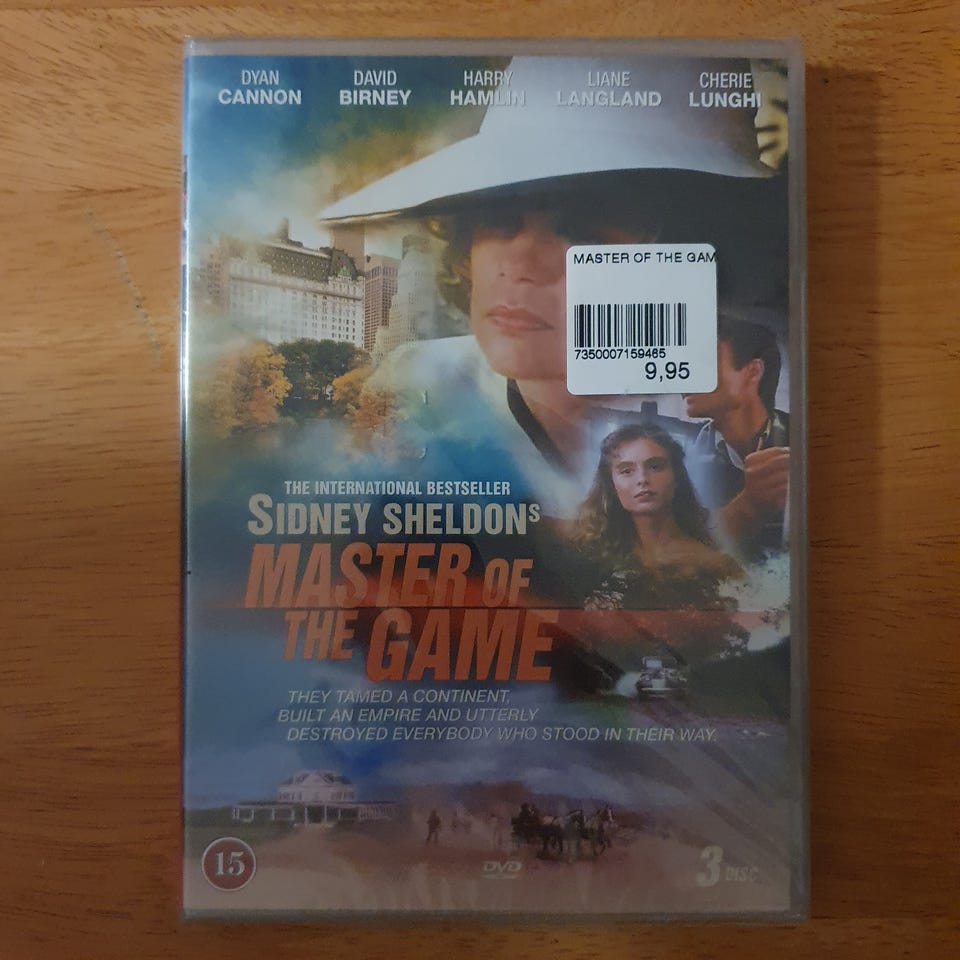 DYAN
CANNON
DAVID
BIRNEY
HARRY
HAMLIN
LIANE
LANGLAND
CHERIE
LUNGHI
MASTER OF THE GAM
7350007159465
9,95
THE INTERNATIONAL BESTSELLER
SIDNEY SHELDONS
MASTER OF
THE GAME
THEY TAMED A CONTINENT,
BUILT AN EMPIRE AND UTTERLY
DESTROYED EVERYBODY WHO STOOD IN THEIR WAY.
15
DVD
3 DISC